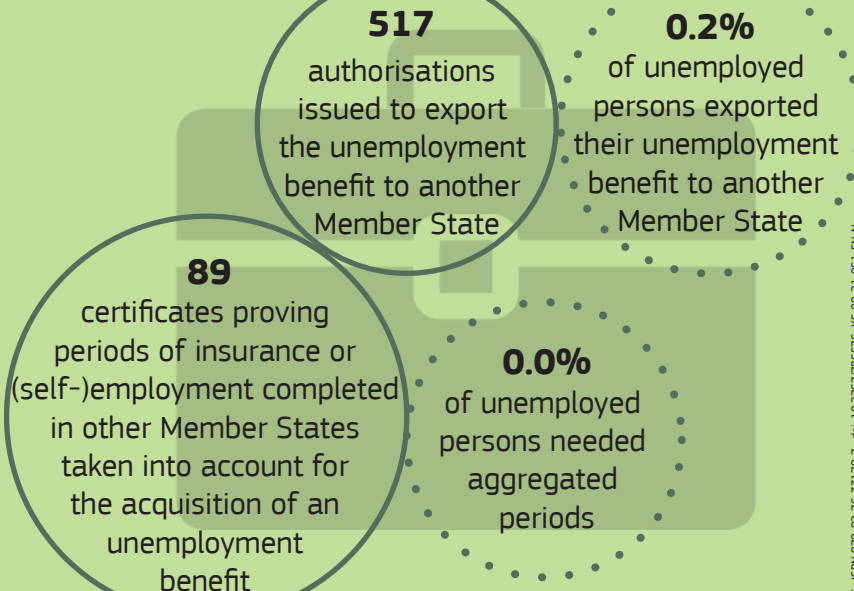 517
authorisations
issued to export
the unemployment
benefit to another
Member State
0.2%
of unemployed
persons exported
their unemployment
benefit to another
Member State
89
certificates proving
periods of insurance or
(self-)employment completed
in other Member States
taken into account for
the acquisition of an
unemployment
benefit
0.0%
of unemployed
persons needed
aggregated
periods